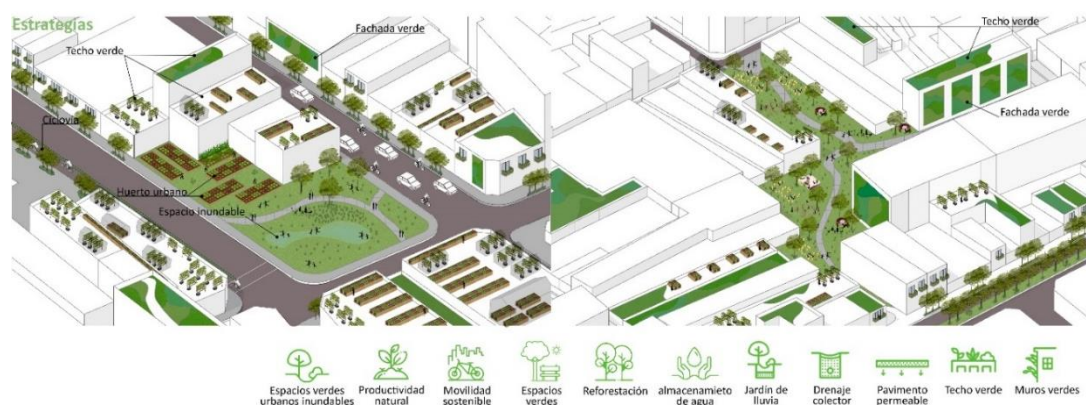 Estrategías
Techo verde
Fachada verde
Ciclovía
Huerto urbano
Espacio inundable
Techo verde
Fachada verde
Espacios verdes
urbanos inundables
Productividad
natural
Movilidad
sostenible
Espacios
verdes
Reforestación
almacenamieto
de agua
Jardín de
lluvia
Drenaje
colector
Pavimento
permeable
Techo verde
Muros verdes